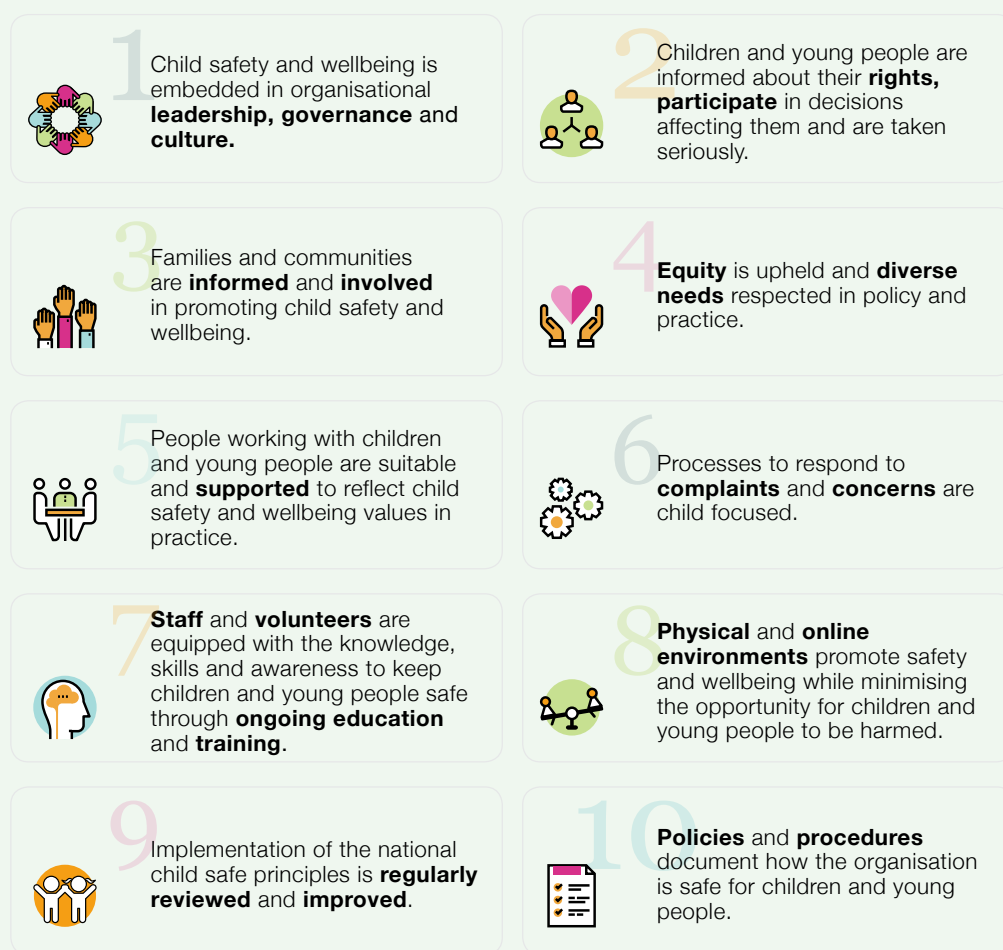 1
Child safety and wellbeing is
embedded in organisational
leadership, governance and
culture.
2
Children and young people are
informed about their rights,
participate in decisions
affecting them and are taken
seriously.
3
Families and communities
are informed and involved
in promoting child safety and
wellbeing.
4
Equity is upheld and diverse
needs respected in policy and
practice.
5
People working with children
and young people are suitable
and supported to reflect child
safety and wellbeing values in
practice.
6
Processes to respond to
complaints and concerns are
child focused.
7
Staff and volunteers are
equipped with the knowledge,
skills and awareness to keep
children and young people safe
through ongoing education
and training.
8
Physical and online
environments promote safety
and wellbeing while minimising
the opportunity for children and
young people to be harmed.
9
Implementation of the national
child safe principles is regularly
reviewed and improved.
10
Policies and procedures
document how the organisation
is safe for children and young
people.